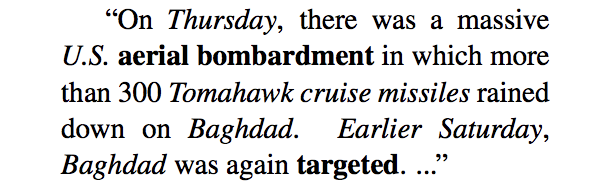 “On Thursday, there was a massive
U.S. aerial bombardment in which more
than 300 Tomahawk cruise missiles rained
down on Baghdad. Earlier Saturday,
Baghdad was again targeted. ...”